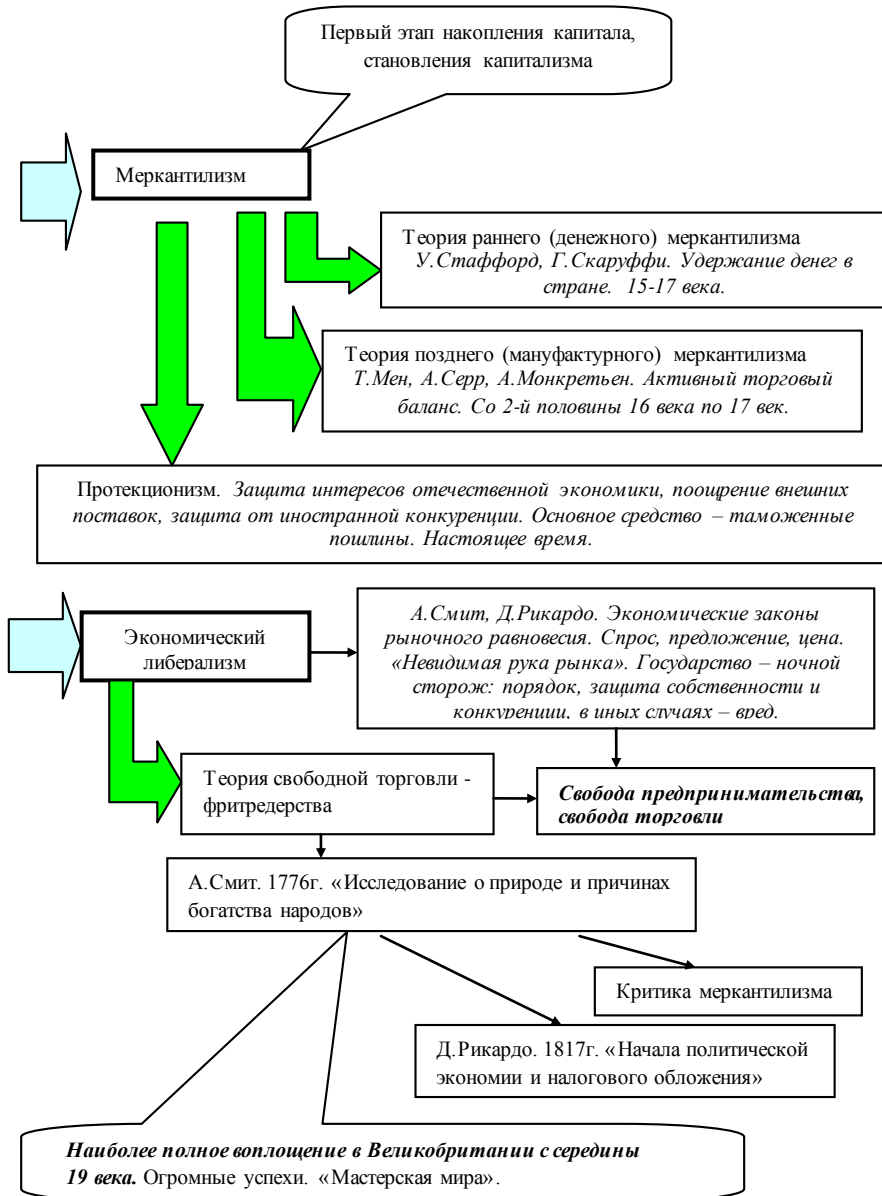 Первый этап накопления капитала,
становления капитализма
Меркантилизм
Теория раннего (денежного) меркантилизма
У.Стаффорд, Г.Скаруффи. Удержание денег в
стране. 15-17 века.
Теория позднего (мануфактурного) меркантилизма
Т.Мен, А.Серр, А.Монкретьен. Активный торговый
баланс. Со 2-й половины 16 века по 17 век.
Протекционизм. Защита интересов отечественной экономики, поощрение внешних
поставок, защита от иностранной конкуренции. Основное средство – таможенные
пошлины. Настоящее время.
Экономический
либерализм
А.Смит, Д.Рикардо. Экономические законы
рыночного равновесия. Спрос, предложение, цена.
«Невидимая рука рынка». Государство – ночной
сторож: порядок, защита собственности и
конкуренции, в иных случаях – вред.
Теория свободной торговли -
фритредерства
Свобода предпринимательства,
свобода торговли
А.Смит. 1776г. «Исследование о природе и причинах
богатства народов»
Критика меркантилизма
Д.Рикардо. 1817г. «Начала политической
экономии и налогового обложения»
Наиболее полное воплощение в Великобритании с середины
19 века. Огромные успехи. «Мастерская мира».